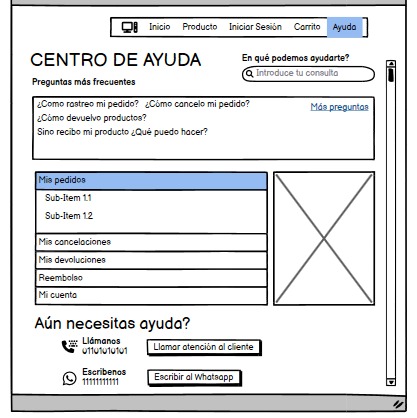 Inicio Producto Iniciar Sesión Carrito Ayuda
CENTRO DE AYUDA
En qué podemos ayudarte?
Introduce tu consulta
Preguntas más frecuentes
¿Como rastreo mi pedido? ¿Cómo cancelo mi pedido?
Más preguntas
¿Cómo devuelvo productos?
Sino recibo mi producto ¿Qué puedo hacer?
Mis pedidos
Sub-Item 1.1
Sub-Item 1.2
Mis cancelaciones
Mis devoluciones
Reembolso
Mi cuenta
Aún necesitas ayuda?
Llámanos
01101010101
Llamar atención al cliente
Escribenos
11111111111
Escribir al Whatsapp